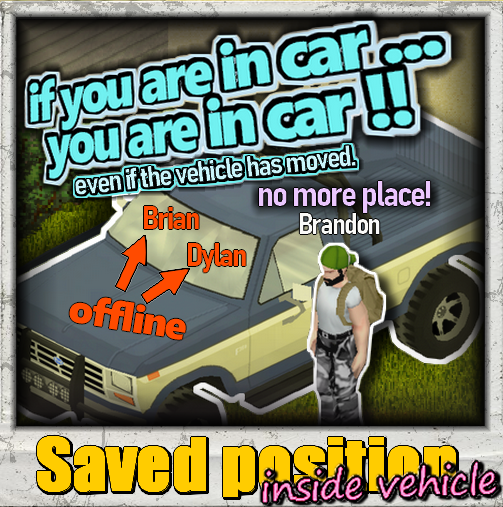 if you are in car ...
you are in car !!
even if the vehicle has moved.
no more place!
Brian
Brandon
Dylan
offline
Saved position
inside vehicle